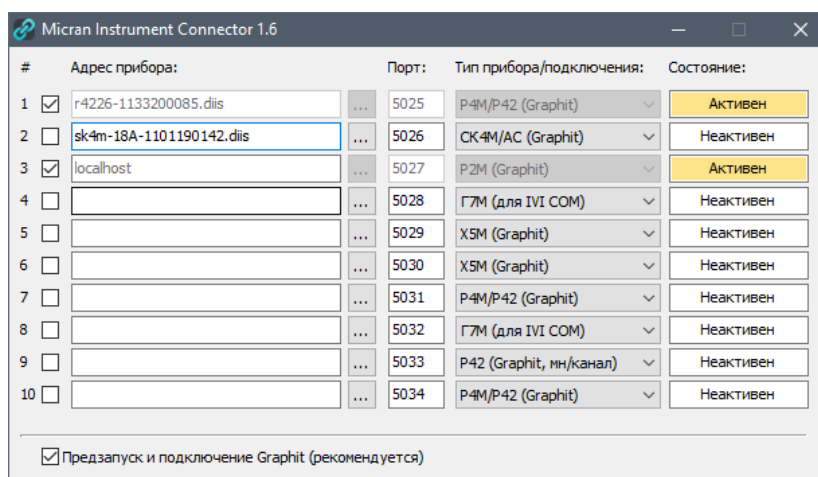 Micran Instrument Connector 1.6
# Адрес прибора: Порт: Тип прибора/подключения: Состояние:
1 r4226-1133200085.diis ... 5025 Р4М/Р42 (Graphit) Активен
2 sk4m-18A-1101190142.diis ... 5026 СК4М/АС (Graphit) Неактивен
3 localhost ... 5027 Р2М (Graphit) Активен
4 ... 5028 Г7М (для IVI COM) Неактивен
5 ... 5029 Х5М (Graphit) Неактивен
6 ... 5030 Х5М (Graphit) Неактивен
7 ... 5031 Р4М/Р42 (Graphit) Неактивен
8 ... 5032 Г7М (для IVI COM) Неактивен
9 ... 5033 Р42 (Graphit, мн/канал) Неактивен
10 ... 5034 Р4М/Р42 (Graphit) Неактивен
Предзапуск и подключение Graphit (рекомендуется)